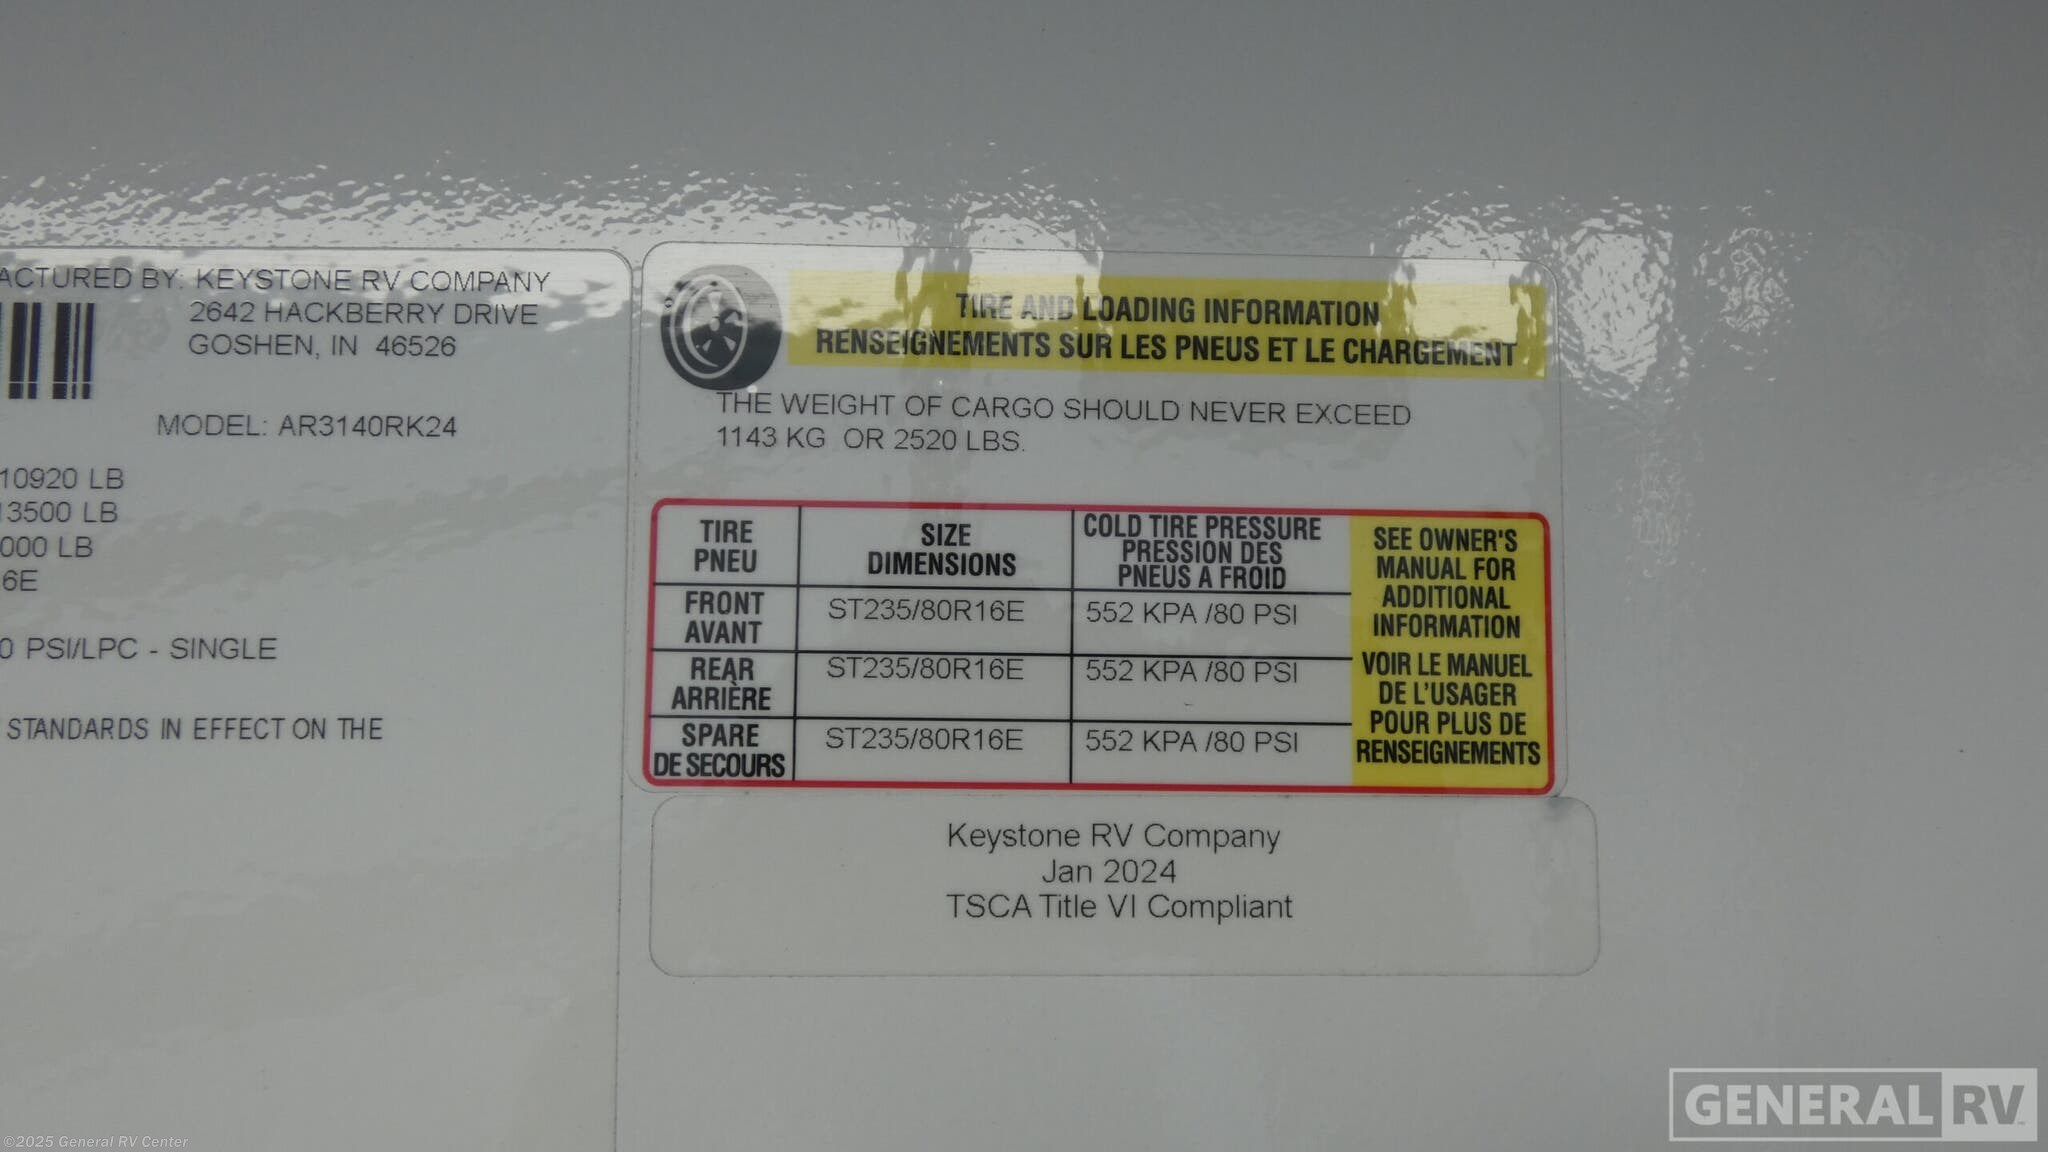 ACTURED BY: KEYSTONE RV COMPANY
2642 HACKBERRY DRIVE
GOSHEN, IN 46526
MODEL: AR3140RK24
10920 LB
13500 LB
000 LB
6E
0 PSI/LPC - SINGLE
STANDARDS IN EFFECT ON THE
TIRE AND LOADING INFORMATION
RENSEIGNEMENTS SUR LES PNEUS ET LE CHARGEMENT
THE WEIGHT OF CARGO SHOULD NEVER EXCEED
1143 KG OR 2520 LBS.
TIRE
PNEU
SIZE
DIMENSIONS
COLD TIRE PRESSURE
PRESSION DES
PNEUS A FROID
FRONT
AVANT
ST235/80R16E
552 KPA /80 PSI
REAR
ARRIÈRE
ST235/80R16E
552 KPA /80 PSI
SPARE
DE SECOURS
ST235/80R16E
552 KPA /80 PSI
SEE OWNER'S
MANUAL FOR
ADDITIONAL
INFORMATION
VOIR LE MANUEL
DE L'USAGER
POUR PLUS DE
RENSEIGNEMENTS
Keystone RV Company
Jan 2024
TSCA Title VI Compliant
GENERAL RV
©2025 General RV Center